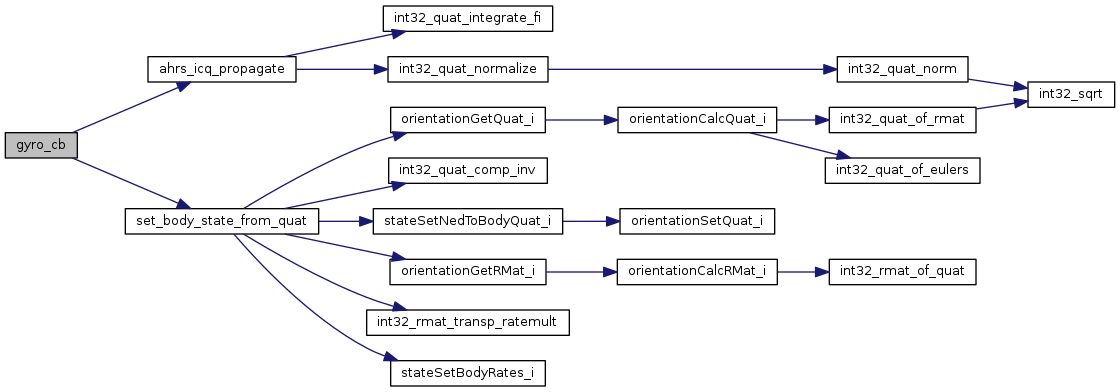 int32_quat_integrate_fi
ahrs_icq_propagate
int32_quat_normalize
int32_quat_norm
int32_sqrt
orientationGetQuat_i
orientationCalcQuat_i
int32_quat_of_rmat
gyro_cb
int32_quat_comp_inv
int32_quat_of_eulers
set_body_state_from_quat
stateSetNedToBodyQuat_i
orientationSetQuat_i
orientationGetRMat_i
orientationCalcRMat_i
int32_rmat_of_quat
int32_rmat_transp_ratemult
stateSetBodyRates_i